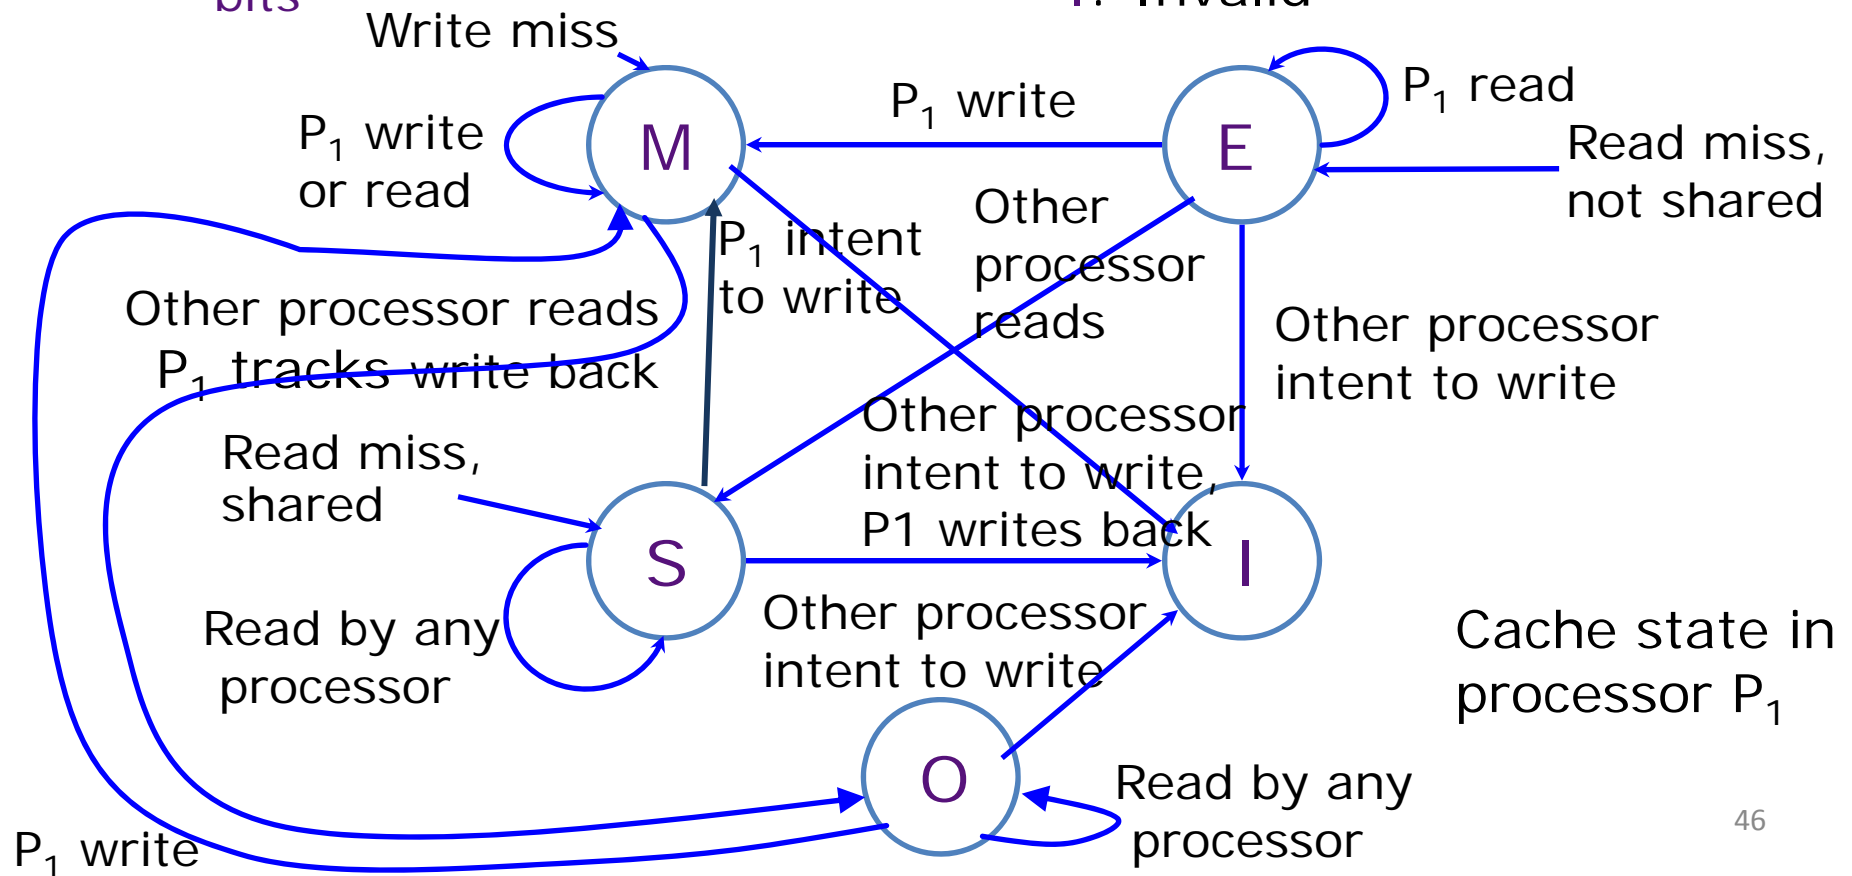 bits
I: Invalid
Write miss
P1 write
P1 read
P1 write
or read
M
E
Read miss,
not shared
Other
processor
reads
P1 intent
to write
Other processor reads
P1 tracks write back
Other processor
intent to write
Other processor
intent to write,
P1 writes back
Read miss,
shared
S
I
Read by any
processor
Other processor
intent to write
Cache state in
processor P1
O
Read by any
processor
46
P1 write